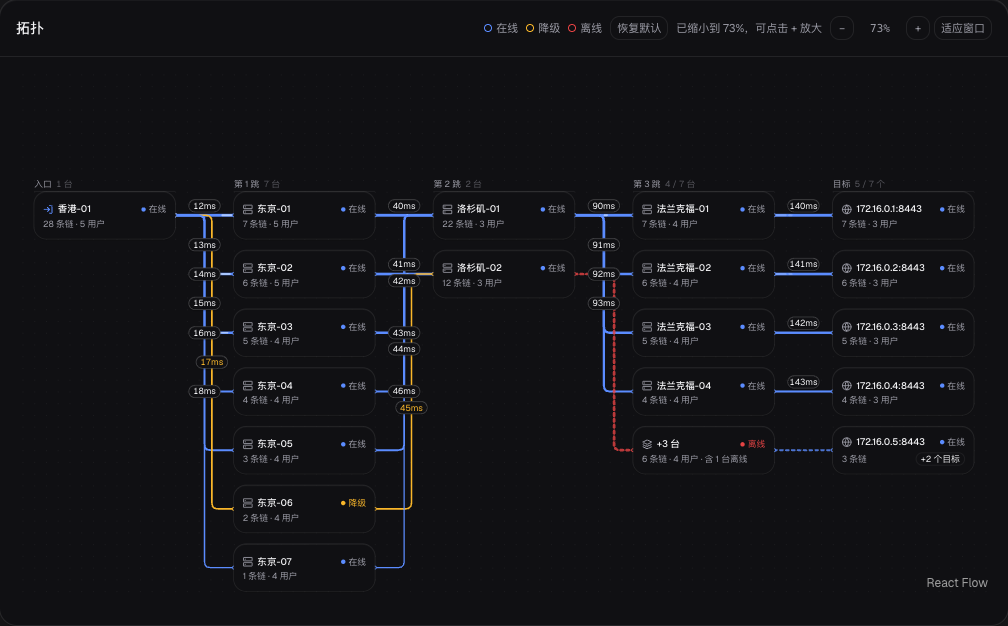 拓扑
在线 降级 离线 恢复默认 已缩小到 73%，可点击 + 放大 − 73% + 适应窗口
入口 1 台
香港-01 在线
28 条链 · 5 用户
12ms
13ms
14ms
15ms
16ms
17ms
18ms
第 1 跳 7 台
东京-01 在线
7 条链 · 5 用户
东京-02 在线
6 条链 · 5 用户
东京-03 在线
5 条链 · 4 用户
东京-04 在线
4 条链 · 4 用户
东京-05 在线
3 条链 · 4 用户
东京-06 降级
2 条链 · 4 用户
东京-07 在线
1 条链 · 4 用户
40ms
41ms
42ms
43ms
44ms
46ms
45ms
第 2 跳 2 台
洛杉矶-01 在线
22 条链 · 3 用户
洛杉矶-02 在线
12 条链 · 3 用户
90ms
91ms
92ms
93ms
第 3 跳 4 / 7 台
法兰克福-01 在线
7 条链 · 4 用户
法兰克福-02 在线
6 条链 · 4 用户
法兰克福-03 在线
5 条链 · 4 用户
法兰克福-04 在线
4 条链 · 4 用户
+3 台 离线
6 条链 · 4 用户 · 含 1 台离线
140ms
141ms
142ms
143ms
目标 5 / 7 个
172.16.0.1:8443 在线
7 条链 · 3 用户
172.16.0.2:8443 在线
6 条链 · 3 用户
172.16.0.3:8443 在线
5 条链 · 3 用户
172.16.0.4:8443 在线
4 条链 · 3 用户
172.16.0.5:8443 在线
3 条链 +2 个目标
React Flow